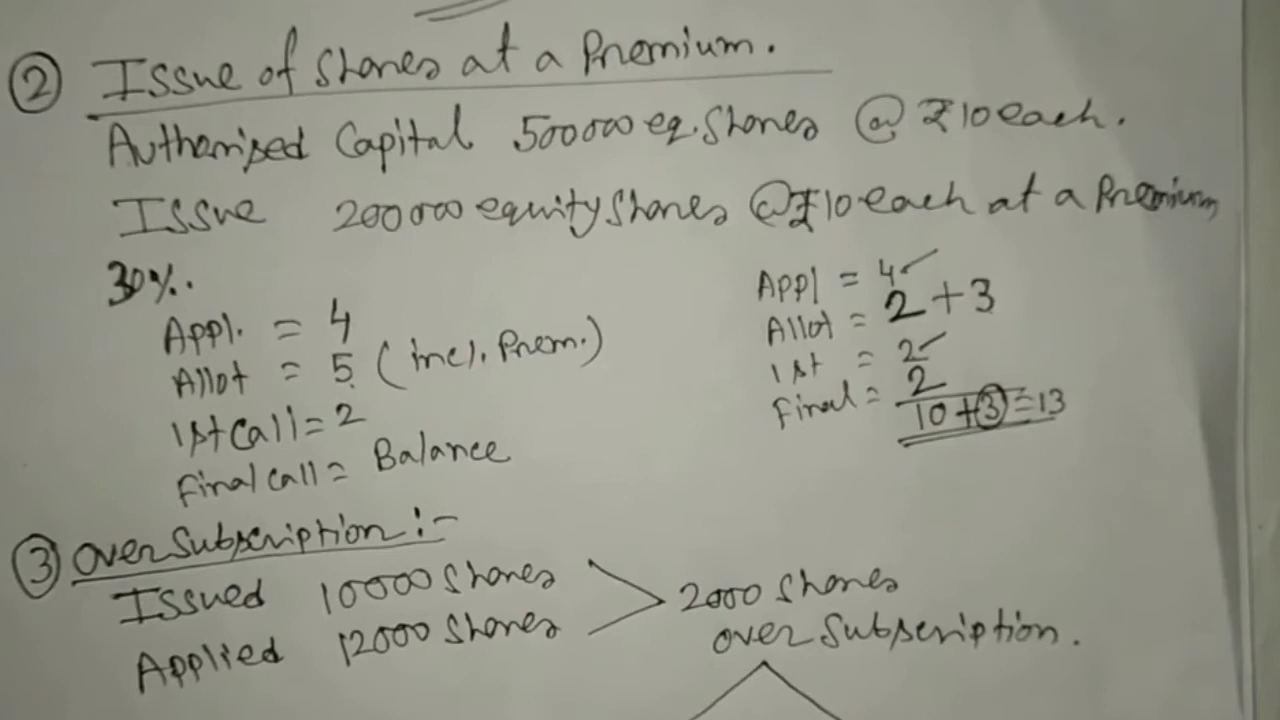 ② Issue of Shares at a Premium.
Authorised Capital 500000 eq. Shares @ ₹10 each.
Issue 200000 equity Shares @ ₹10 each at a Premium
30%.
Appl. = 4
Allot = 5 (incl. Prem.)
1st Call = 2
Final Call = Balance
Appl = 4
Allot = 2 + 3
1st = 2
Final = 2
10 + 3 = 13
③ Over Subscription :-
Issued 10000 Shares
Applied 12000 Shares
2000 Shares
over Subscription.